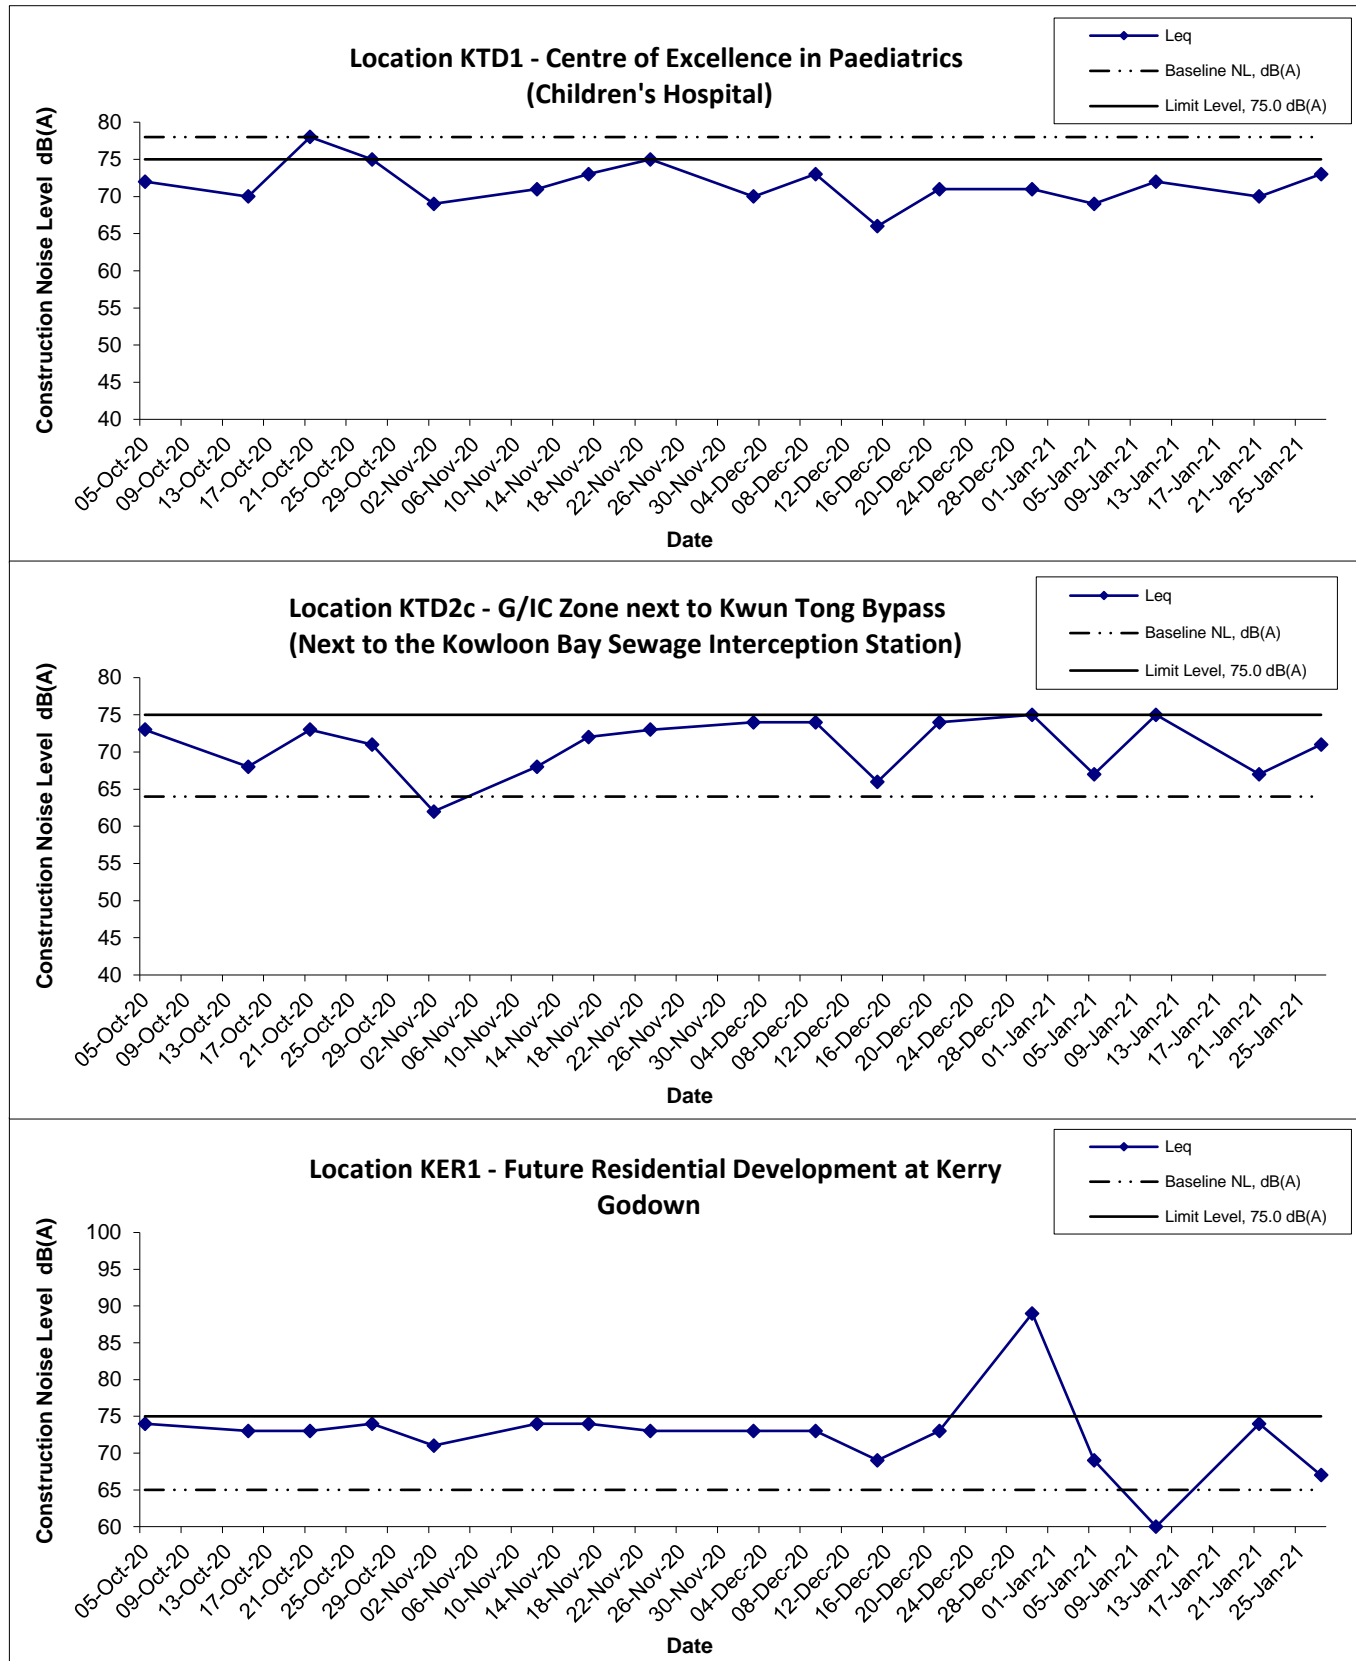 Location KTD1 - Centre of Excellence in Paediatrics
(Children's Hospital)
Leq
Baseline NL, dB(A)
Limit Level, 75.0 dB(A)
Construction Noise Level dB(A)
80
75
70
65
60
55
50
45
40
05-Oct-20
09-Oct-20
13-Oct-20
17-Oct-20
21-Oct-20
25-Oct-20
29-Oct-20
02-Nov-20
06-Nov-20
10-Nov-20
14-Nov-20
18-Nov-20
22-Nov-20
26-Nov-20
30-Nov-20
04-Dec-20
08-Dec-20
12-Dec-20
16-Dec-20
20-Dec-20
24-Dec-20
28-Dec-20
01-Jan-21
05-Jan-21
09-Jan-21
13-Jan-21
17-Jan-21
21-Jan-21
25-Jan-21
Date
Location KTD2c - G/IC Zone next to Kwun Tong Bypass
(Next to the Kowloon Bay Sewage Interception Station)
Leq
Baseline NL, dB(A)
Limit Level, 75.0 dB(A)
Construction Noise Level dB(A)
80
75
70
65
60
55
50
45
40
05-Oct-20
09-Oct-20
13-Oct-20
17-Oct-20
21-Oct-20
25-Oct-20
29-Oct-20
02-Nov-20
06-Nov-20
10-Nov-20
14-Nov-20
18-Nov-20
22-Nov-20
26-Nov-20
30-Nov-20
04-Dec-20
08-Dec-20
12-Dec-20
16-Dec-20
20-Dec-20
24-Dec-20
28-Dec-20
01-Jan-21
05-Jan-21
09-Jan-21
13-Jan-21
17-Jan-21
21-Jan-21
25-Jan-21
Date
Location KER1 - Future Residential Development at Kerry
Godown
Leq
Baseline NL, dB(A)
Limit Level, 75.0 dB(A)
Construction Noise Level dB(A)
100
95
90
85
80
75
70
65
60
05-Oct-20
09-Oct-20
13-Oct-20
17-Oct-20
21-Oct-20
25-Oct-20
29-Oct-20
02-Nov-20
06-Nov-20
10-Nov-20
14-Nov-20
18-Nov-20
22-Nov-20
26-Nov-20
30-Nov-20
04-Dec-20
08-Dec-20
12-Dec-20
16-Dec-20
20-Dec-20
24-Dec-20
28-Dec-20
01-Jan-21
05-Jan-21
09-Jan-21
13-Jan-21
17-Jan-21
21-Jan-21
25-Jan-21
Date